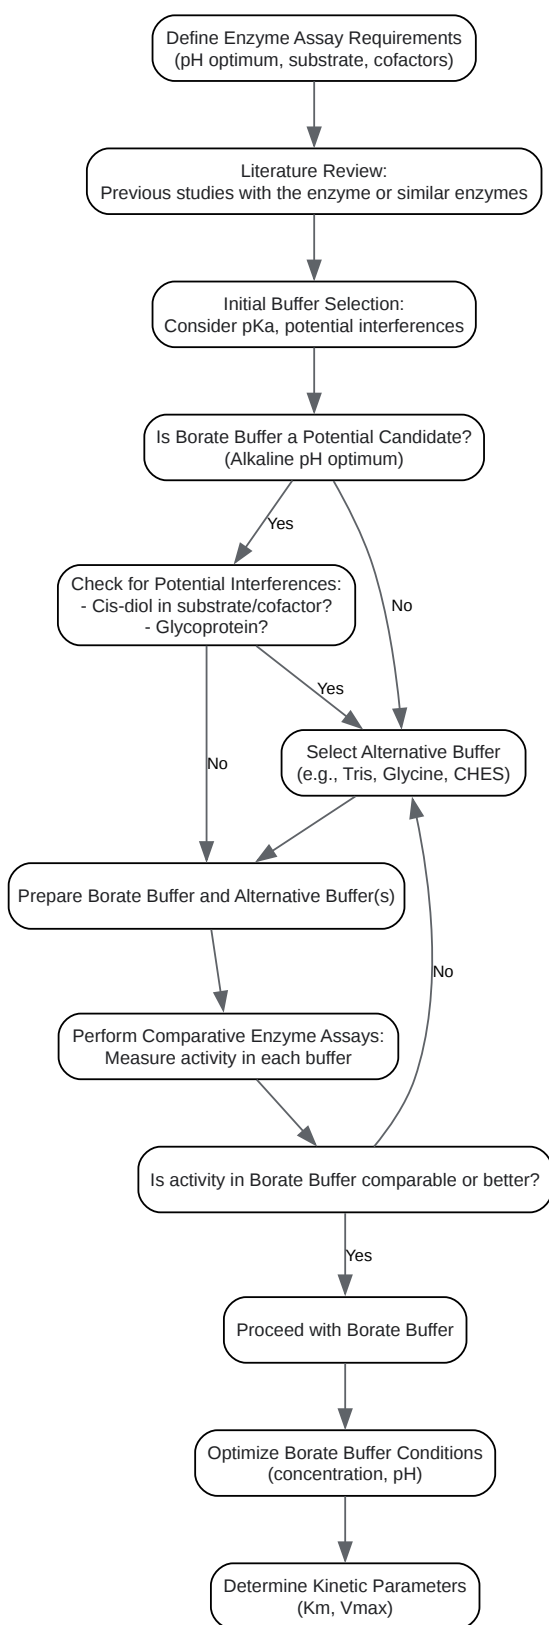 Define Enzyme Assay Requirements
(pH optimum, substrate, cofactors)
Literature Review:
Previous studies with the enzyme or similar enzymes
Initial Buffer Selection:
Consider pKa, potential interferences
Is Borate Buffer a Potential Candidate?
(Alkaline pH optimum)
Yes
Check for Potential Interferences:
- Cis-diol in substrate/cofactor?
- Glycoprotein?
No
Yes
Select Alternative Buffer
(e.g., Tris, Glycine, CHES)
No
Prepare Borate Buffer and Alternative Buffer(s)
No
Perform Comparative Enzyme Assays:
Measure activity in each buffer
Is activity in Borate Buffer comparable or better?
Yes
Proceed with Borate Buffer
Optimize Borate Buffer Conditions
(concentration, pH)
Determine Kinetic Parameters
(Km, Vmax)